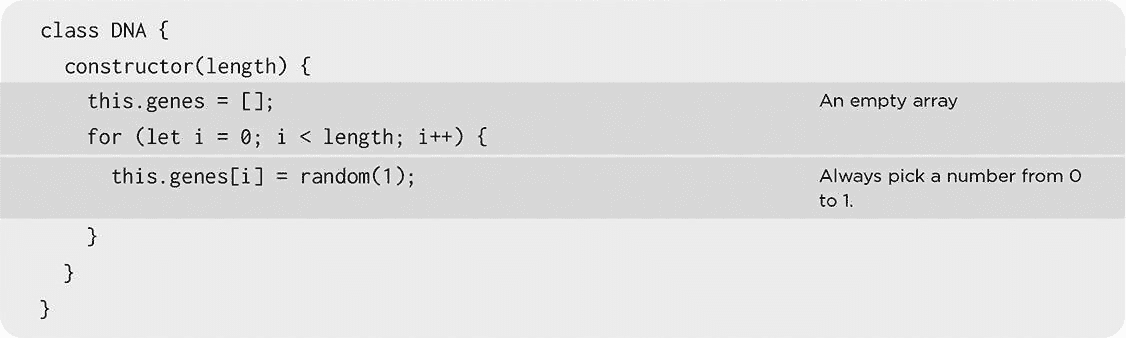 class DNA {
constructor(length) {
this.genes = []; An empty array
for (let i = 0; i < length; i++) {
this.genes[i] = random(1); Always pick a number from 0
to 1.
}
}
}